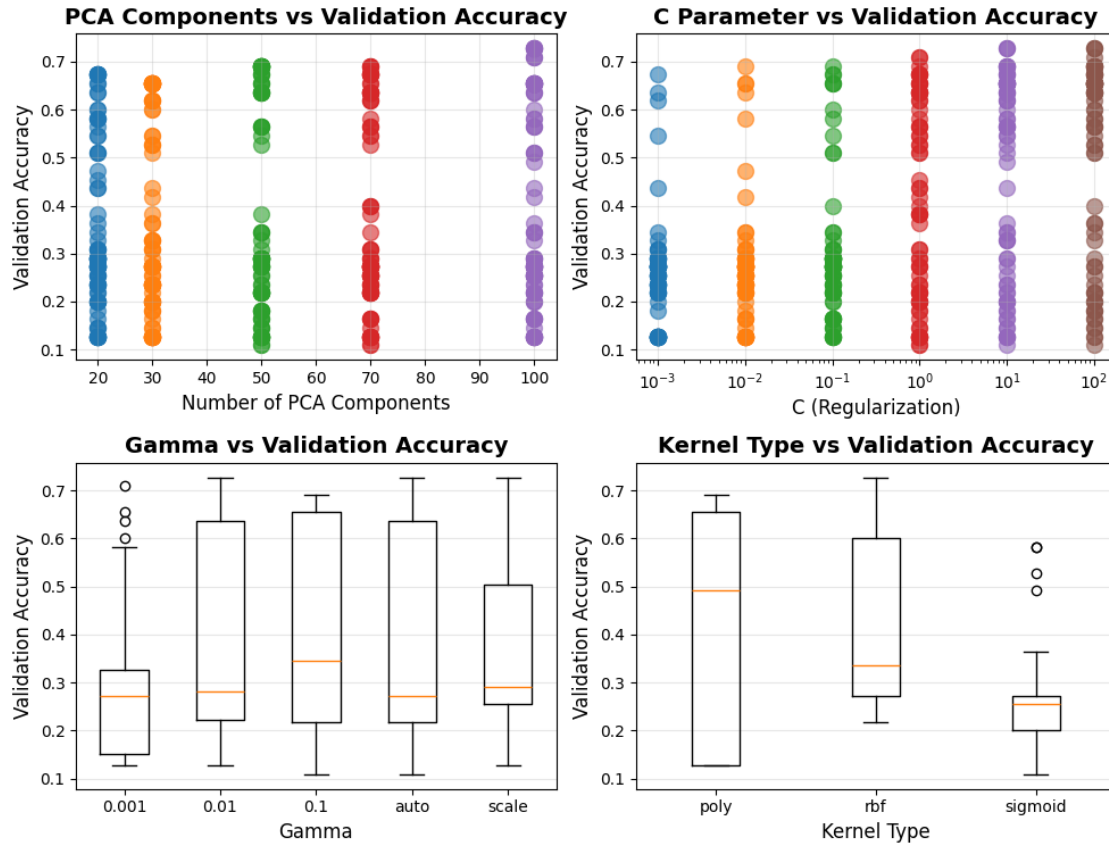 PCA Components vs Validation Accuracy
Validation Accuracy
0.7
0.6
0.5
0.4
0.3
0.2
0.1
20 30 40 50 60 70 80 90 100
Number of PCA Components
C Parameter vs Validation Accuracy
Validation Accuracy
0.7
0.6
0.5
0.4
0.3
0.2
0.1
10⁻³ 10⁻² 10⁻¹ 10⁰ 10¹ 10²
C (Regularization)
Gamma vs Validation Accuracy
Validation Accuracy
0.7
0.6
0.5
0.4
0.3
0.2
0.1
0.001 0.01 0.1 auto scale
Gamma
Kernel Type vs Validation Accuracy
Validation Accuracy
0.7
0.6
0.5
0.4
0.3
0.2
0.1
poly rbf sigmoid
Kernel Type